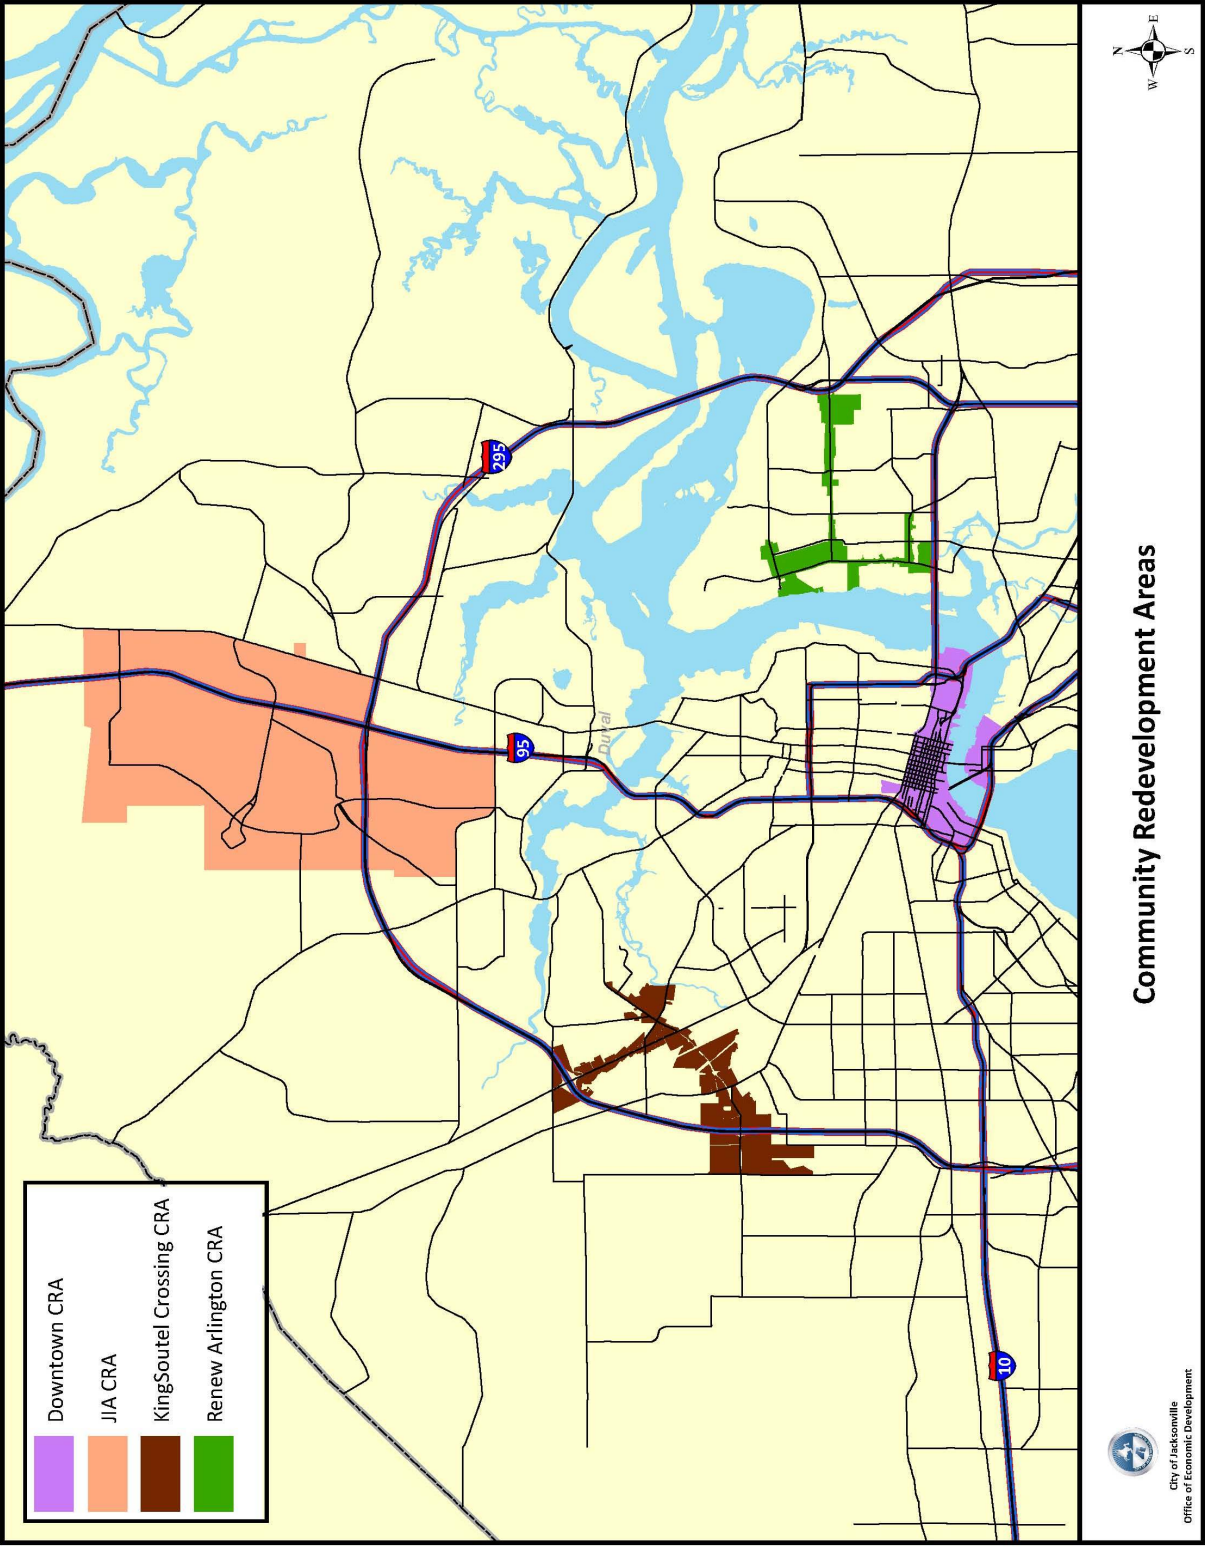 Downtown CRA
JIA CRA
KingSoutel Crossing CRA
Renew Arlington CRA
295
95
Duval
10
Community Redevelopment Areas
City of Jacksonville
Office of Economic Development
N
W
E
S